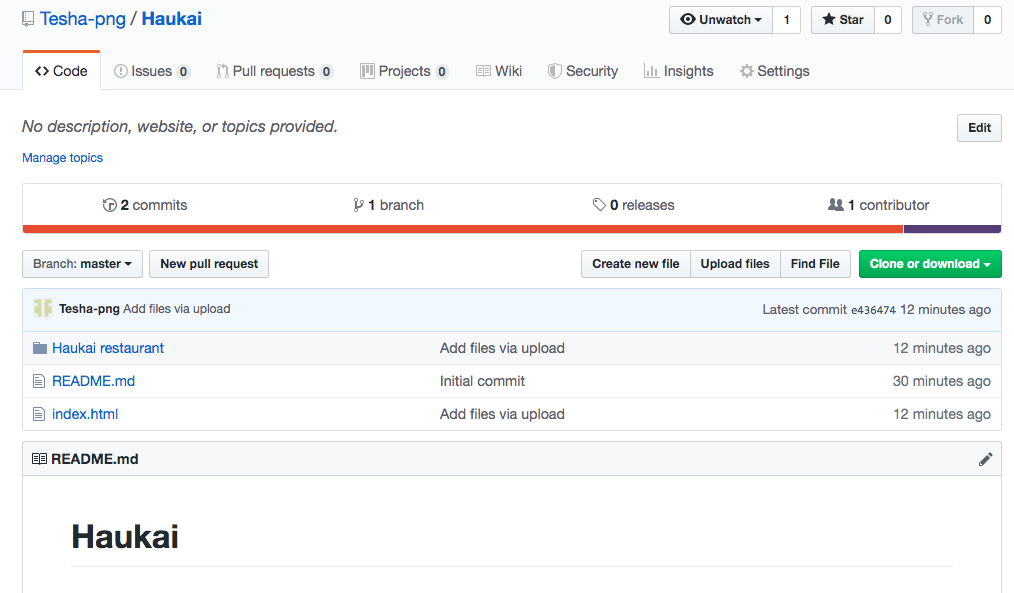 Tesha-png / Haukai Unwatch 1 Star 0 Fork 0
Code Issues 0 Pull requests 0 Projects 0 Wiki Security Insights Settings
No description, website, or topics provided. Edit
Manage topics
2 commits 1 branch 0 releases 1 contributor
Branch: master New pull request Create new file Upload files Find File Clone or download
Tesha-png Add files via upload Latest commit e436474 12 minutes ago
Haukai restaurant Add files via upload 12 minutes ago
README.md Initial commit 30 minutes ago
index.html Add files via upload 12 minutes ago
README.md
Haukai